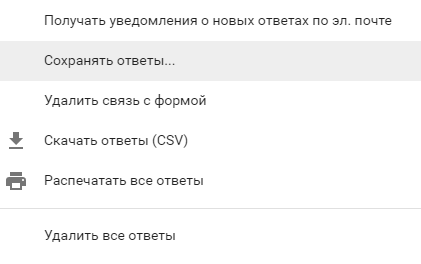 Получать уведомления о новых ответах по эл. почте
Сохранять ответы...
Удалить связь с формой
Скачать ответы (CSV)
Распечатать все ответы
Удалить все ответы